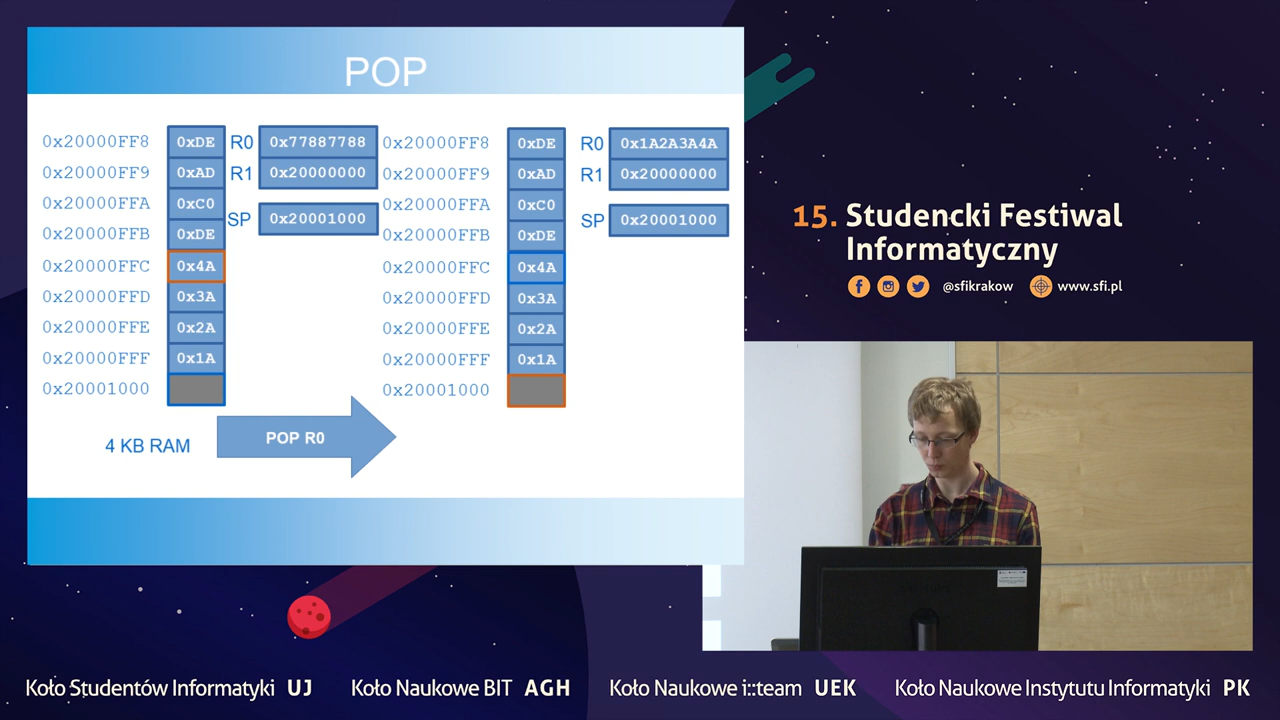 POP
0x20000FF8 0xDE R0 0x77887788 0x20000FF8 0xDE R0 0x1A2A3A4A
0x20000FF9 0xAD R1 0x20000000 0x20000FF9 0xAD R1 0x20000000
0x20000FFA 0xC0 SP 0x20001000 0x20000FFA 0xC0 SP 0x20001000
0x20000FFB 0xDE 0x20000FFB 0xDE
0x20000FFC 0x4A 0x20000FFC 0x4A
0x20000FFD 0x3A 0x20000FFD 0x3A
0x20000FFE 0x2A 0x20000FFE 0x2A
0x20000FFF 0x1A 0x20000FFF 0x1A
0x20001000 0x20001000
4 KB RAM POP R0
15. Studencki Festiwal
Informatyczny
@sfikrakow www.sfi.pl
Koło Studentów Informatyki UJ Koło Naukowe BIT AGH Koło Naukowe i::team UEK Koło Naukowe Instytutu Informatyki PK